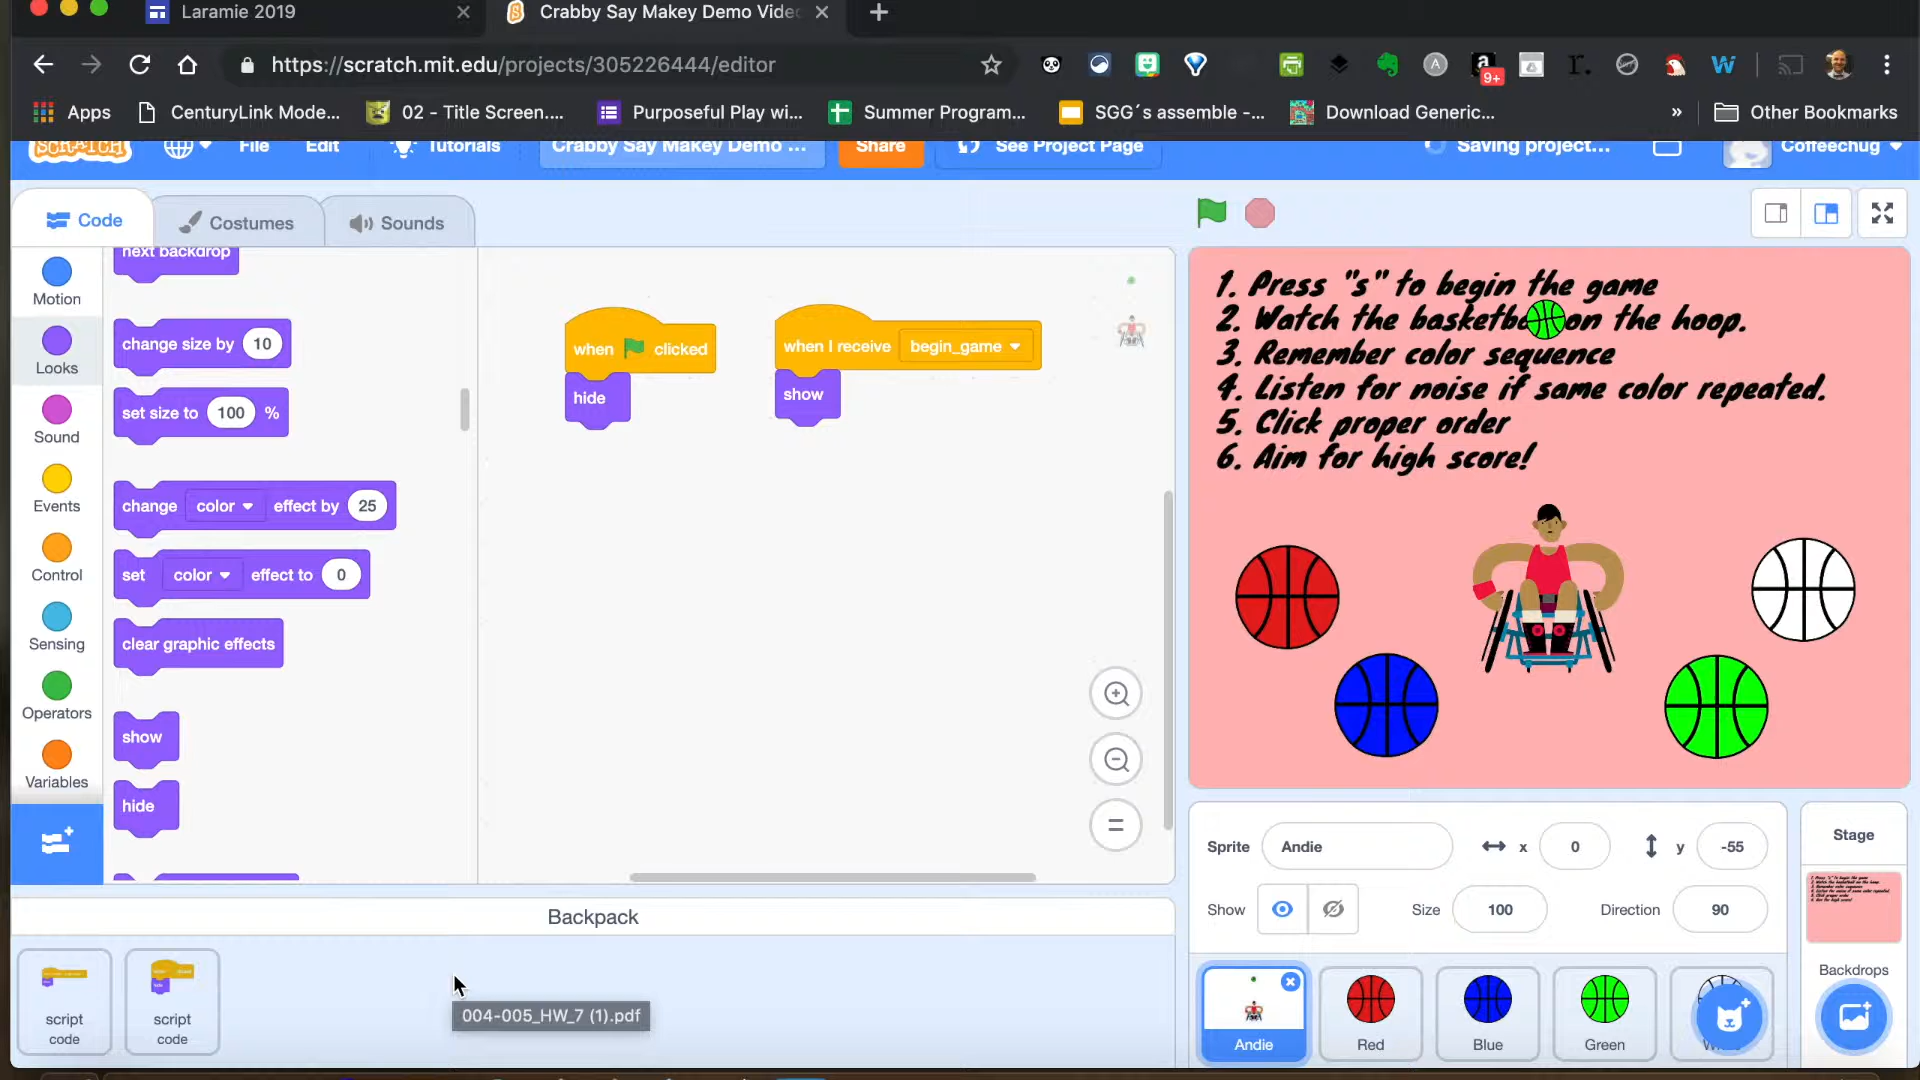 Laramie 2019
Crabby Say Makey Demo Vide
https://scratch.mit.edu/projects/305226444/editor
9+
Apps
CenturyLink Mode...
02 - Title Screen....
Purposeful Play wi...
Summer Program...
SGG´s assemble -...
Download Generic...
»
Other Bookmarks
SCRATCH
File
Edit
Tutorials
Crabby Say Makey Demo ...
Share
See Project Page
Saving project...
Coffeechug
Code
Costumes
Sounds
Motion
Looks
Sound
Events
Control
Sensing
Operators
Variables
next backdrop
change size by 10
set size to 100 %
change color effect by 25
set color effect to 0
clear graphic effects
show
hide
when clicked
hide
when I receive begin_game
show
1. Press "s" to begin the game
2. Watch the basketb on the hoop.
3. Remember color sequence
4. Listen for noise if same color repeated.
5. Click proper order
6. Aim for high score!
Sprite Andie x 0 y -55
Show Size 100 Direction 90
Andie
Red
Blue
Green
Stage
Backdrops
Backpack
script
code
script
code
004-005_HW_7 (1).pdf